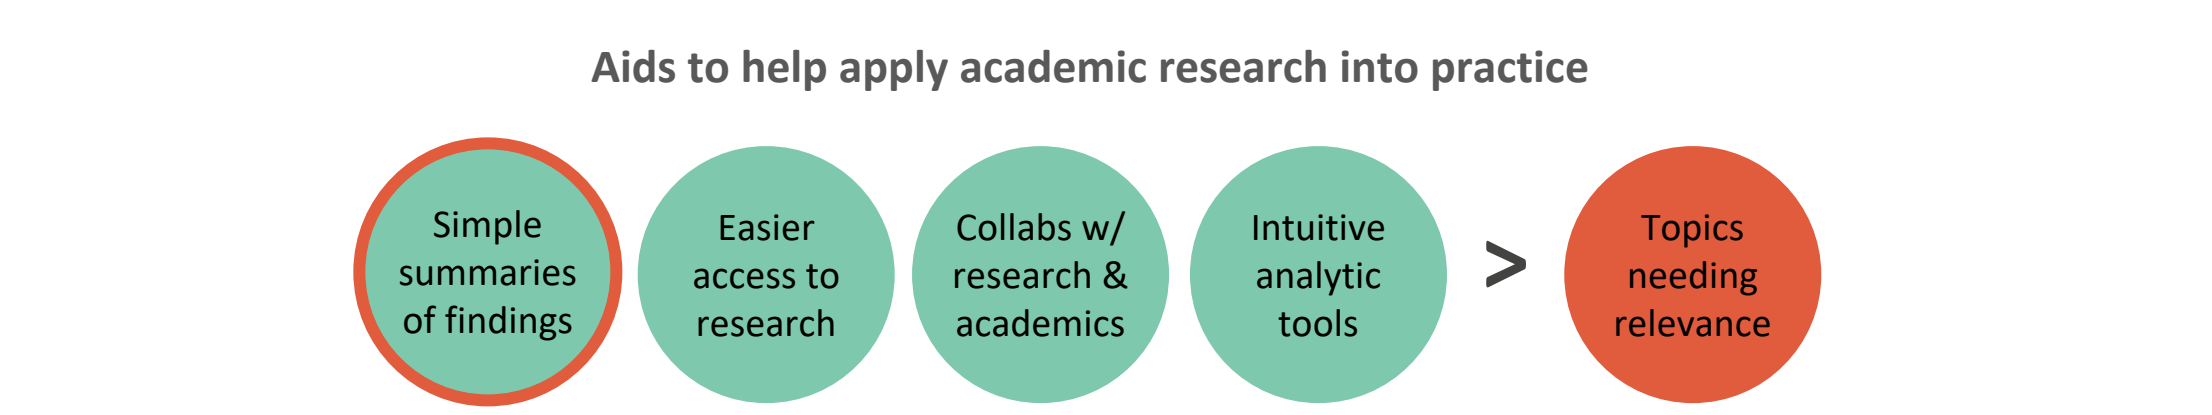 Aids to help apply academic research into practice
Simple
summaries
of findings
Easier
access to
research
Collabs w/
research &
academics
Intuitive
analytic
tools
>
Topics
needing
relevance